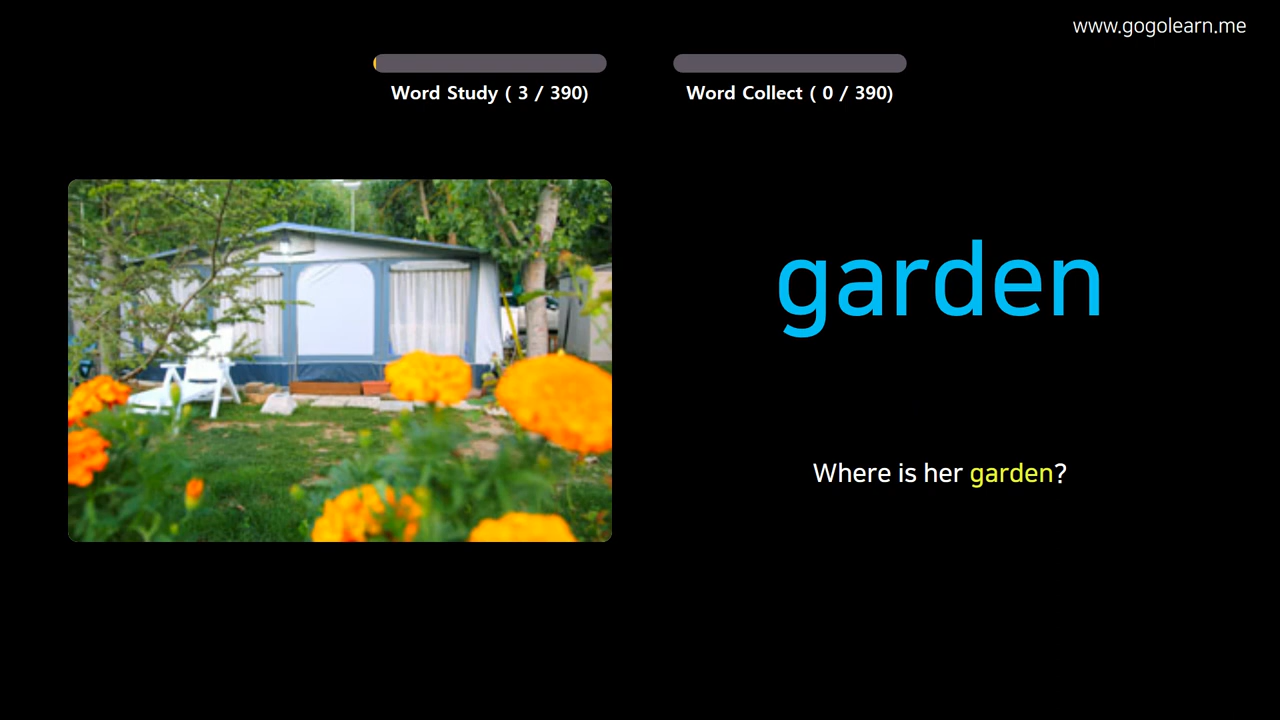 www.gogolearn.me
Word Study ( 3 / 390)
Word Collect ( 0 / 390)
garden
Where is her garden?